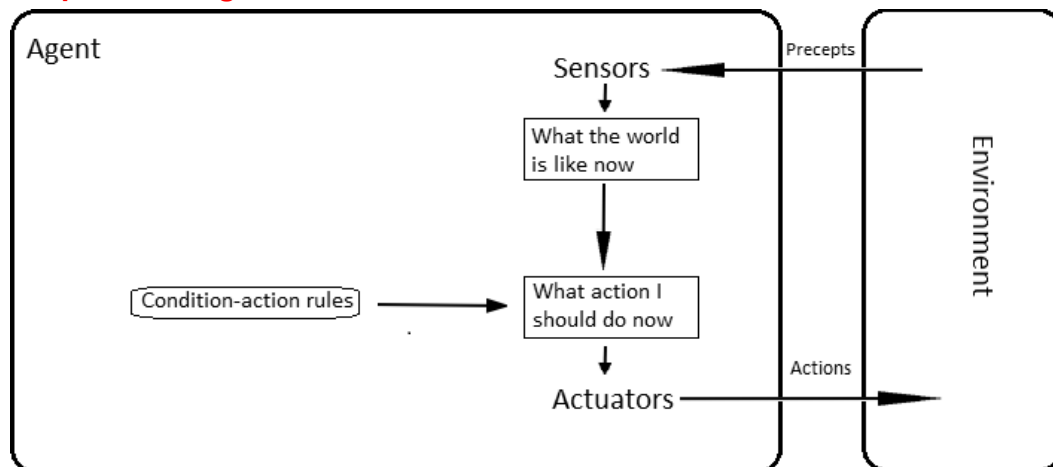 Agent
Precepts
Sensors
What the world
is like now
Environment
Condition-action rules
What action I
should do now
Actions
Actuators